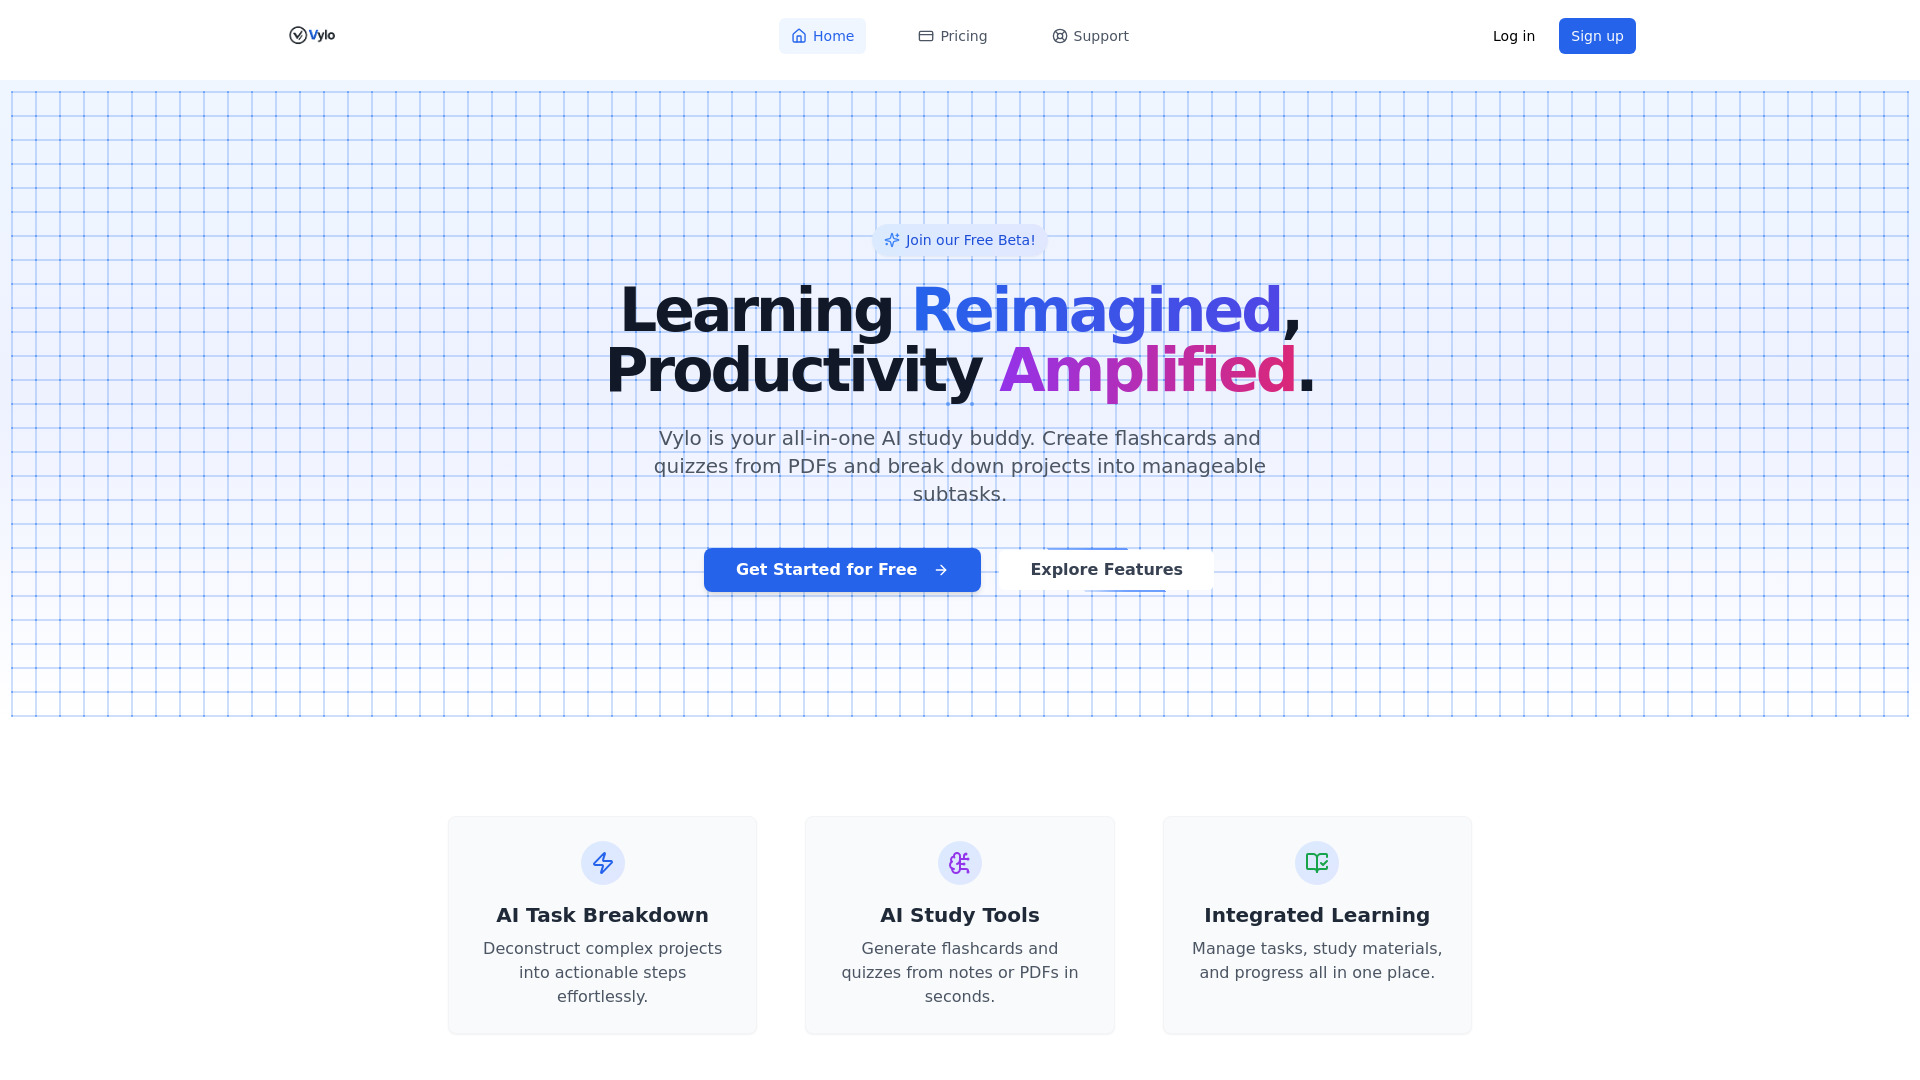 Vylo
Home
Pricing
Support
Log in
Sign up
Join our Free Beta!
Learning Reimagined,
Productivity Amplified.
Vylo is your all-in-one AI study buddy. Create flashcards and
quizzes from PDFs and break down projects into manageable
subtasks.
Get Started for Free
Explore Features
AI Task Breakdown
Deconstruct complex projects
into actionable steps
effortlessly.
AI Study Tools
Generate flashcards and
quizzes from notes or PDFs in
seconds.
Integrated Learning
Manage tasks, study materials,
and progress all in one place.